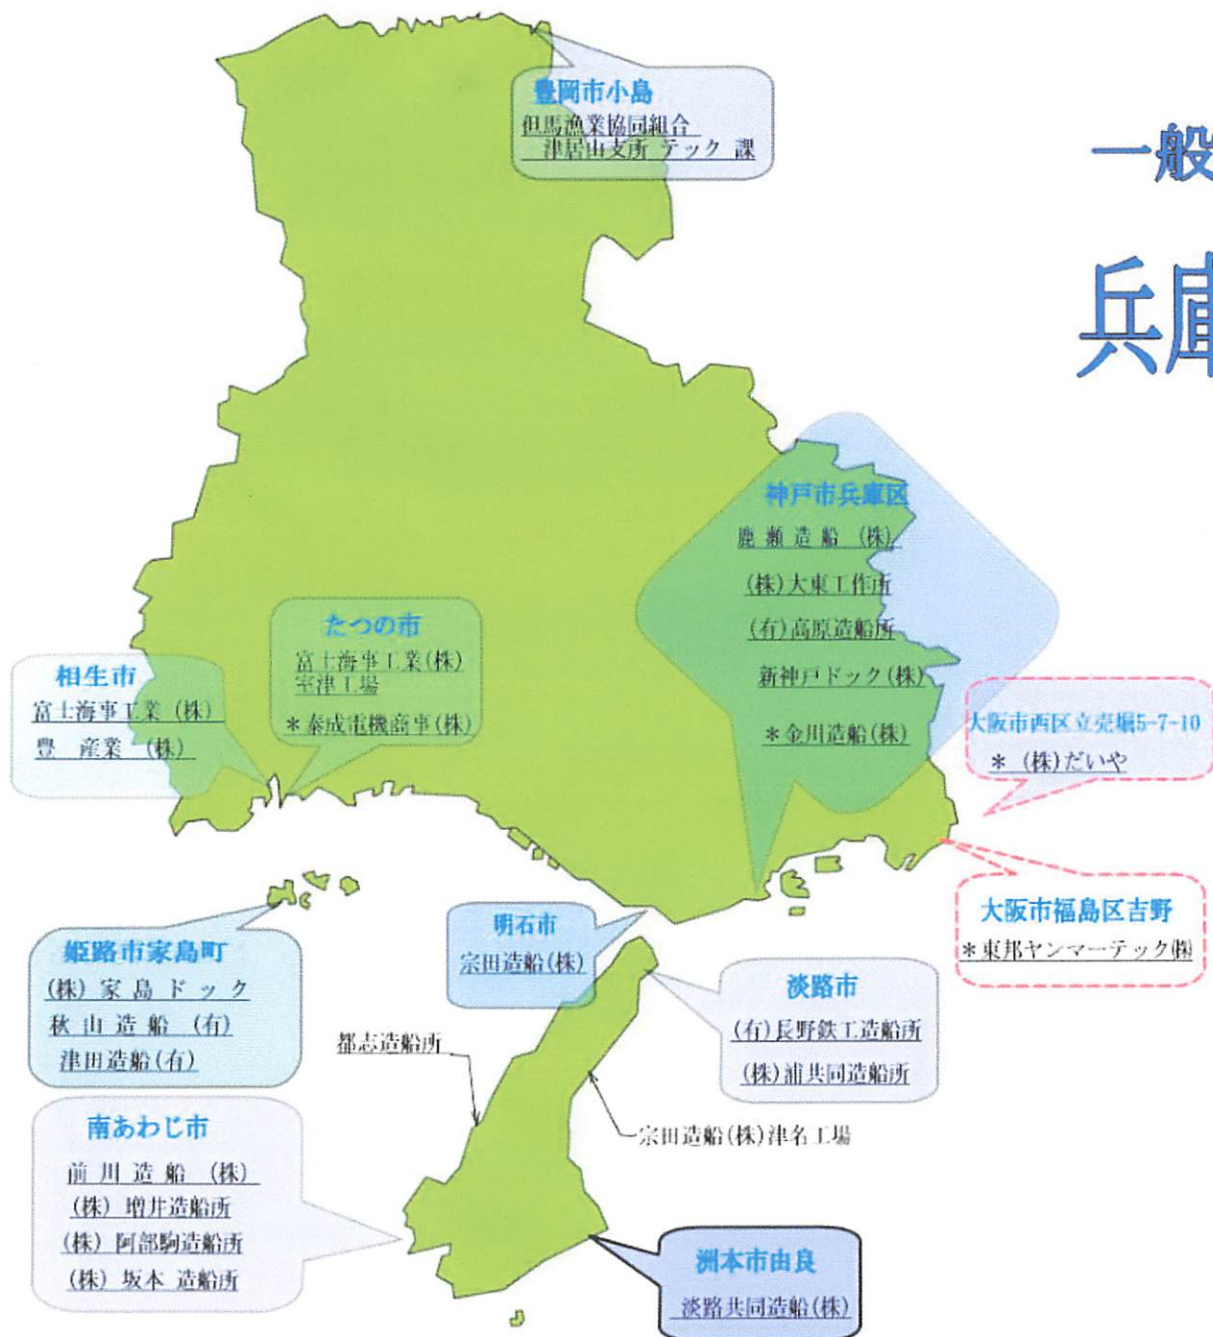 豊岡市小島
但馬漁業協同組合
津居山支所 テック 課
一般
兵庫
神戸市兵庫区
鹿瀬造船 (株)
(株)大東工作所
(有)高原造船所
新神戸ドック(株)
*金川造船(株)
たつの市
富士海事工業(株)
室津工場
*泰成電機商事(株)
相生市
富士海事工業(株)
豊 産業 (株)
大阪市西区立売堀5-7-10
* (株)だいや
大阪市福島区吉野
*東邦ヤンマーテック㈱
姫路市家島町
(株)家島ドック
秋山造船 (有)
津田造船(有)
明石市
宗田造船(株)
淡路市
(有)長野鉄工造船所
(株)浦共同造船所
都志造船所
宗田造船(株)津名工場
南あわじ市
前川造船 (株)
(株)増井造船所
(株)阿部駒造船所
(株)坂本 造船所
洲本市由良
淡路共同造船(株)